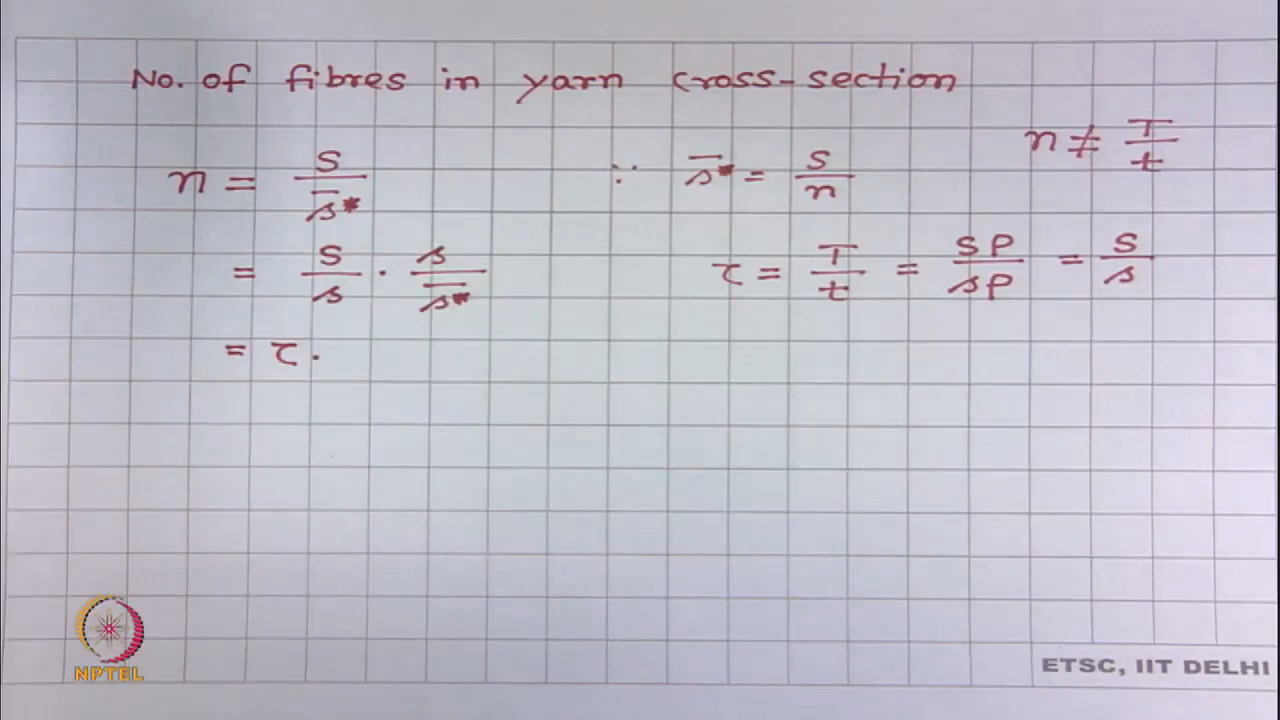 No. of fibres in yarn cross-section
n ≠ T/t
n = S/s̄*
∵ s̄* = S/n
= S/s · s/s̄*
τ = T/t = Sρ/sρ = S/s
= τ.
NPTEL
ETSC, IIT DELHI